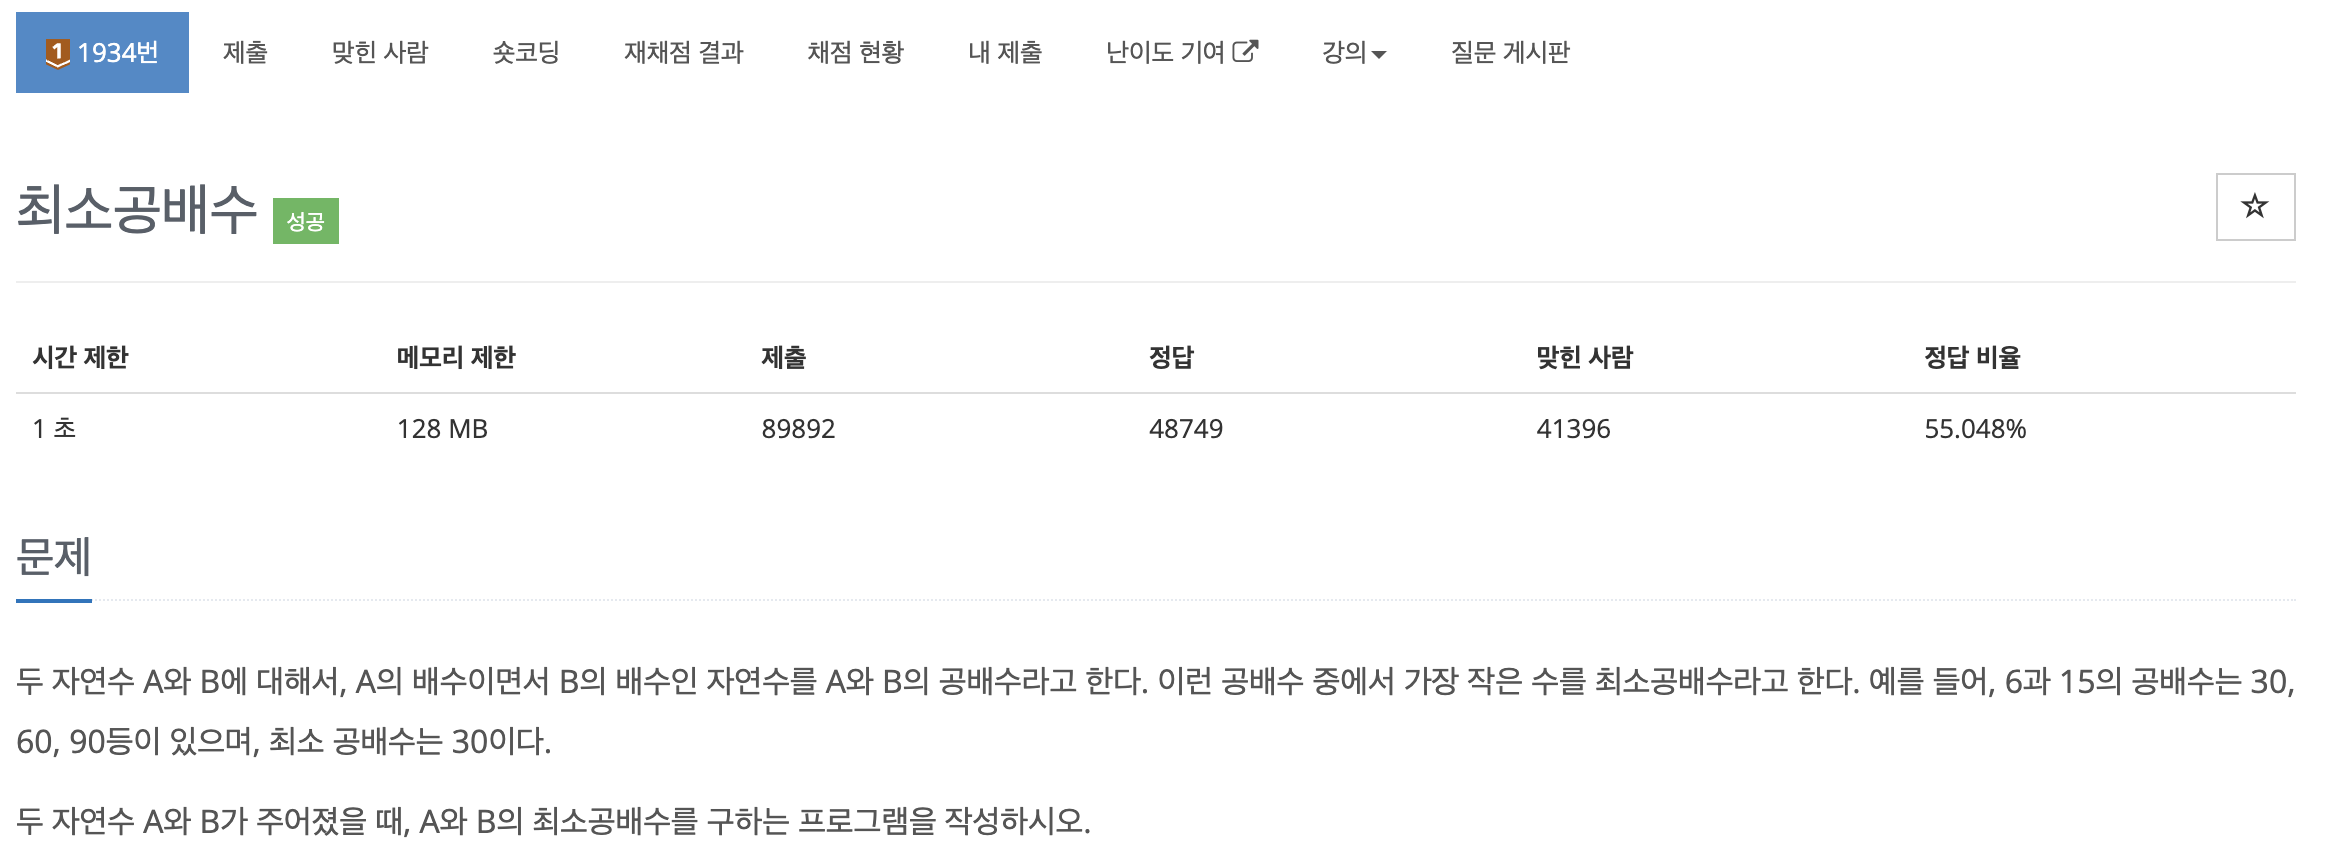 1 1934번 제출 맞힌 사람 숏코딩 재채점 결과 채점 현황 내 제출 난이도 기여 강의 질문 게시판
최소공배수 성공
시간 제한 메모리 제한 제출 정답 맞힌 사람 정답 비율
1 초 128 MB 89892 48749 41396 55.048%
문제
두 자연수 A와 B에 대해서, A의 배수이면서 B의 배수인 자연수를 A와 B의 공배수라고 한다. 이런 공배수 중에서 가장 작은 수를 최소공배수라고 한다. 예를 들어, 6과 15의 공배수는 30,
60, 90등이 있으며, 최소 공배수는 30이다.
두 자연수 A와 B가 주어졌을 때, A와 B의 최소공배수를 구하는 프로그램을 작성하시오.